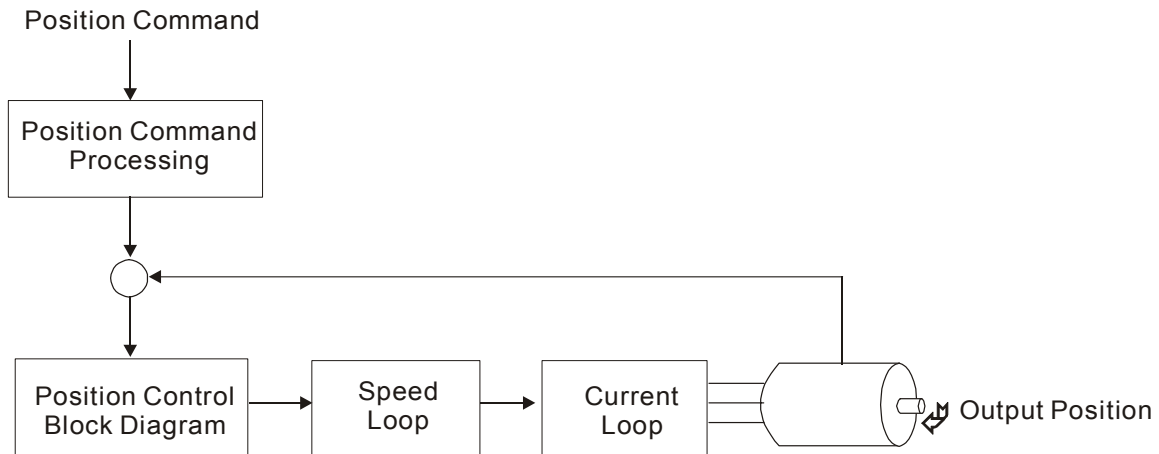 Position Command
Position Command
Processing
Position Control
Block Diagram
Speed
Loop
Current
Loop
Output Position